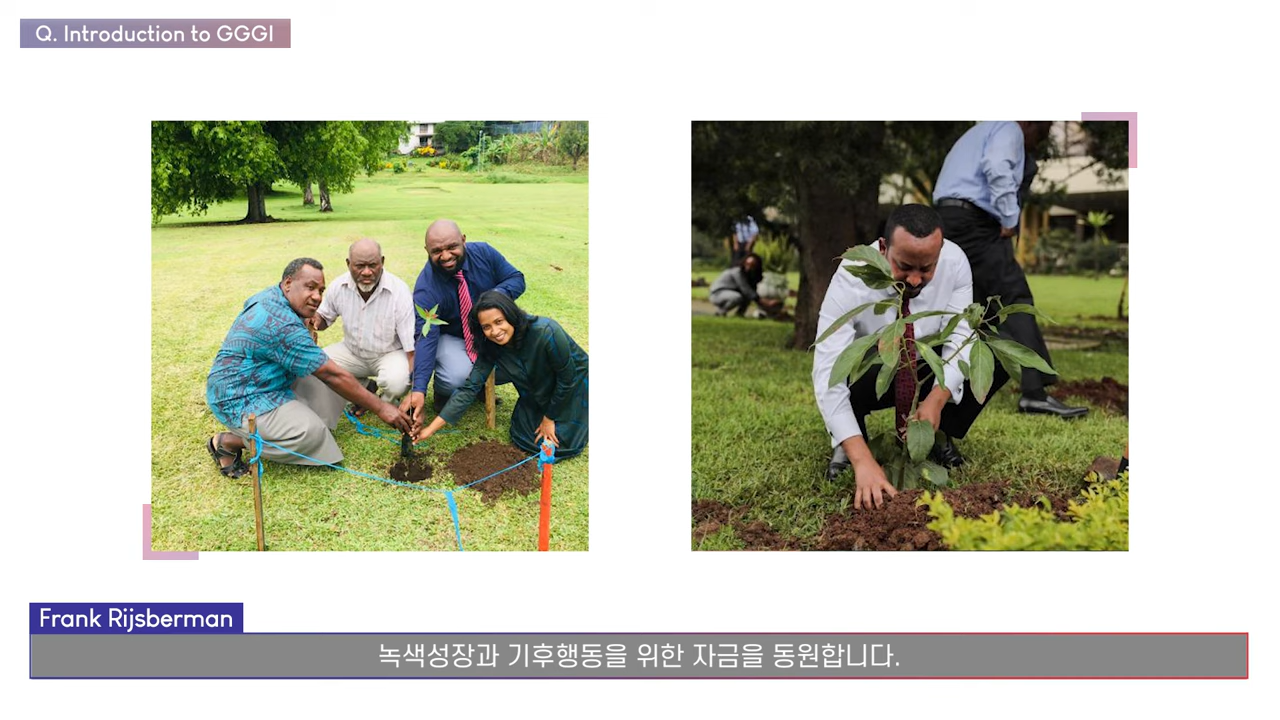 Q. Introduction to GGGI
Frank Rijsberman
녹색성장과 기후행동을 위한 자금을 동원합니다.